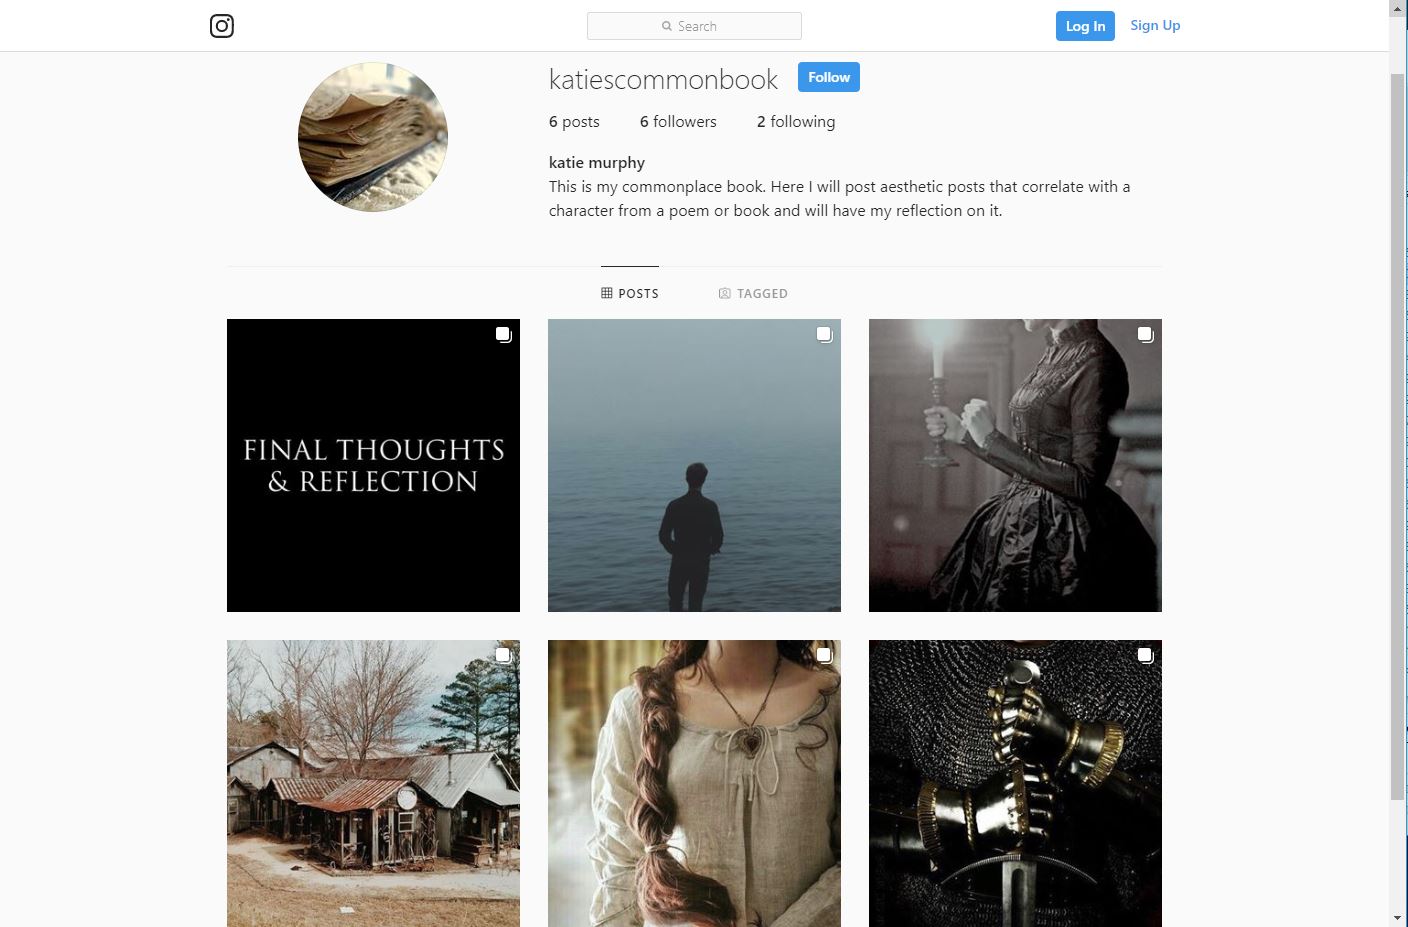 Search
Log In
Sign Up
katiescommonbook
Follow
6 posts
6 followers
2 following
katie murphy
This is my commonplace book. Here I will post aesthetic posts that correlate with a
character from a poem or book and will have my reflection on it.
POSTS
TAGGED
FINAL THOUGHTS
& REFLECTION